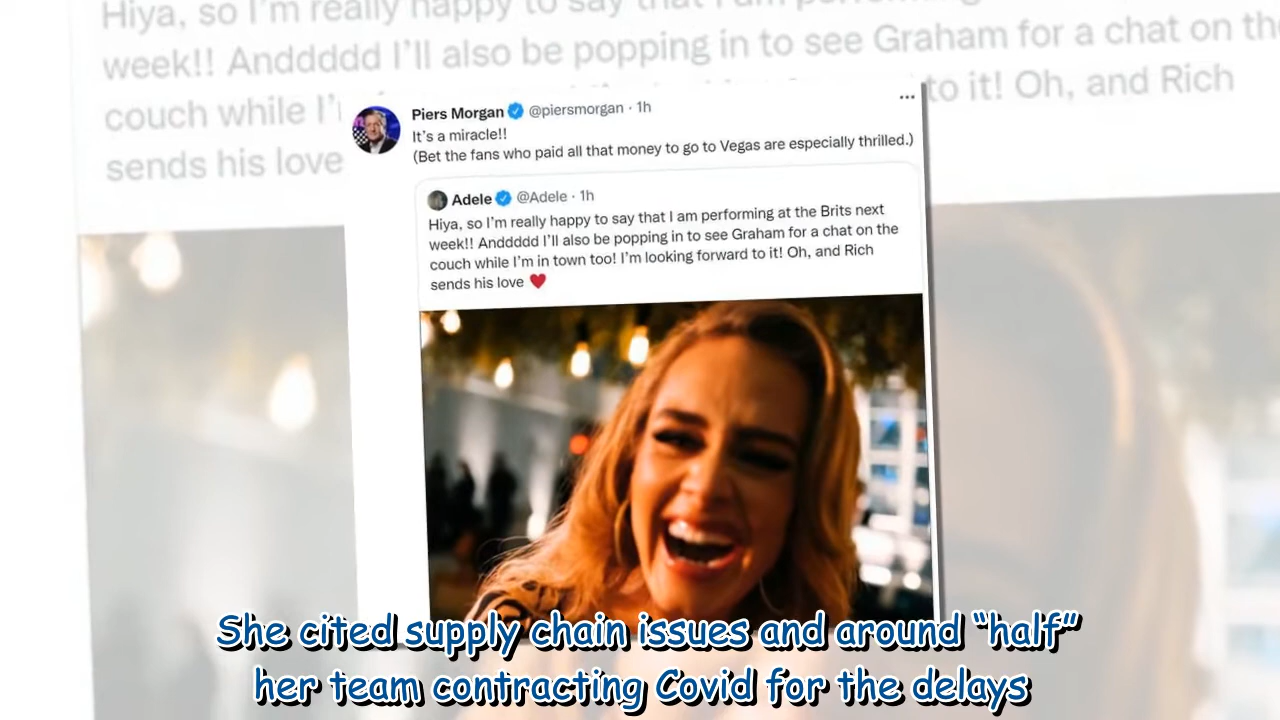 Hiya, so I'm really happy to say that I am performing
week!! Anddddd I'll also be popping in to see Graham for a chat on the
couch while I'
to it! Oh, and Rich
sends his love
Piers Morgan @piersmorgan · 1h
It's a miracle!!
(Bet the fans who paid all that money to go to Vegas are especially thrilled.)
Adele @Adele · 1h
Hiya, so I'm really happy to say that I am performing at the Brits next
week!! Anddddd I'll also be popping in to see Graham for a chat on the
couch while I'm in town too! I'm looking forward to it! Oh, and Rich
sends his love ❤️
She cited supply chain issues and around “half”
her team contracting Covid for the delays